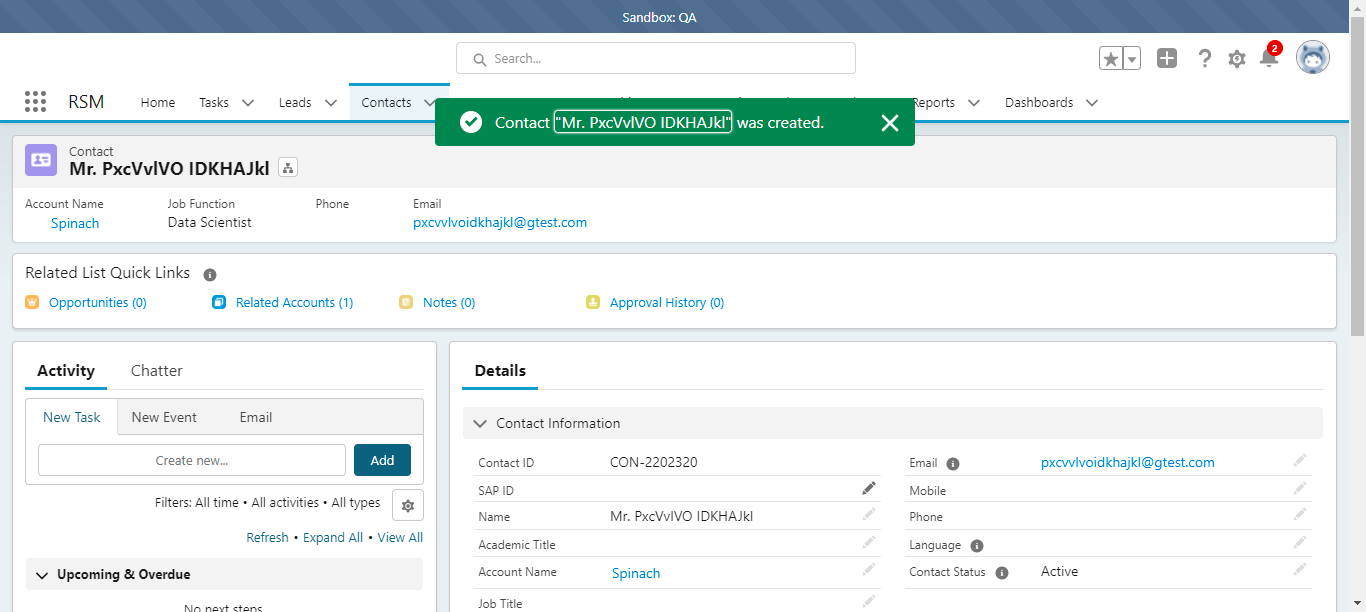 Sandbox: QA
Search...
2
RSM Home Tasks Leads Contacts Reports Dashboards
Contact "Mr. PxcVvlVO IDKHAJkl" was created.
Contact
Mr. PxcVvlVO IDKHAJkl
Account Name Job Function Phone Email
Spinach Data Scientist pxcvvlvoidkhajkl@gtest.com
Related List Quick Links
Opportunities (0) Related Accounts (1) Notes (0) Approval History (0)
Activity Chatter
New Task New Event Email
Create new... Add
Filters: All time • All activities • All types
Refresh • Expand All • View All
Upcoming & Overdue
No next steps
Details
Contact Information
Contact ID CON-2202320 Email pxcvvlvoidkhajkl@gtest.com
SAP ID Mobile
Name Mr. PxcVvlVO IDKHAJkl Phone
Academic Title Language
Account Name Spinach Contact Status Active
Job Title